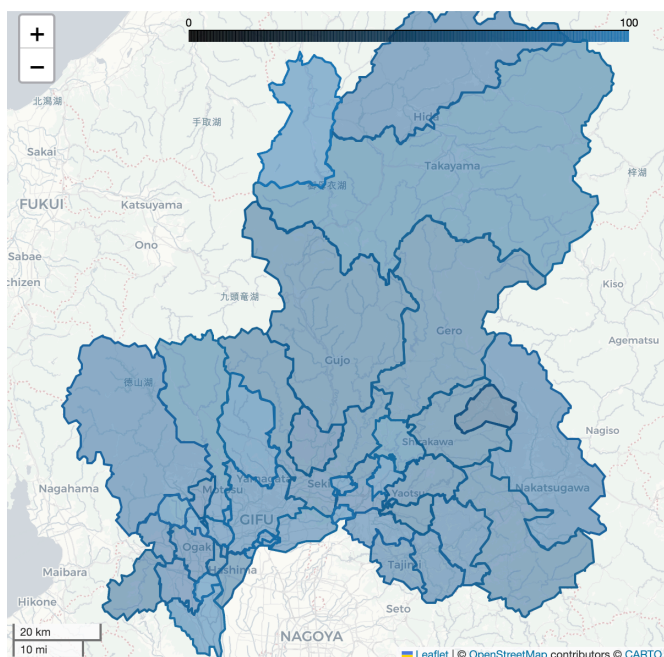 +
−
0
100
北潟湖
手取湖
Hida
Sakai
Takayama
梓湖
FUKUI
Katsuyama
Ono
Sabae
chizen
九頭竜湖
Kiso
Gero
Agematsu
Gujo
徳山湖
Nagiso
Shirakawa
Nagahama
Yamagata
Seki
Motosu
Yaotsu
Nakatsugawa
GIFU
Ogaki
Maibara
Hashima
Tajimi
Hikone
Seto
NAGOYA
20 km
10 mi
Leaflet | © OpenStreetMap contributors © CARTO